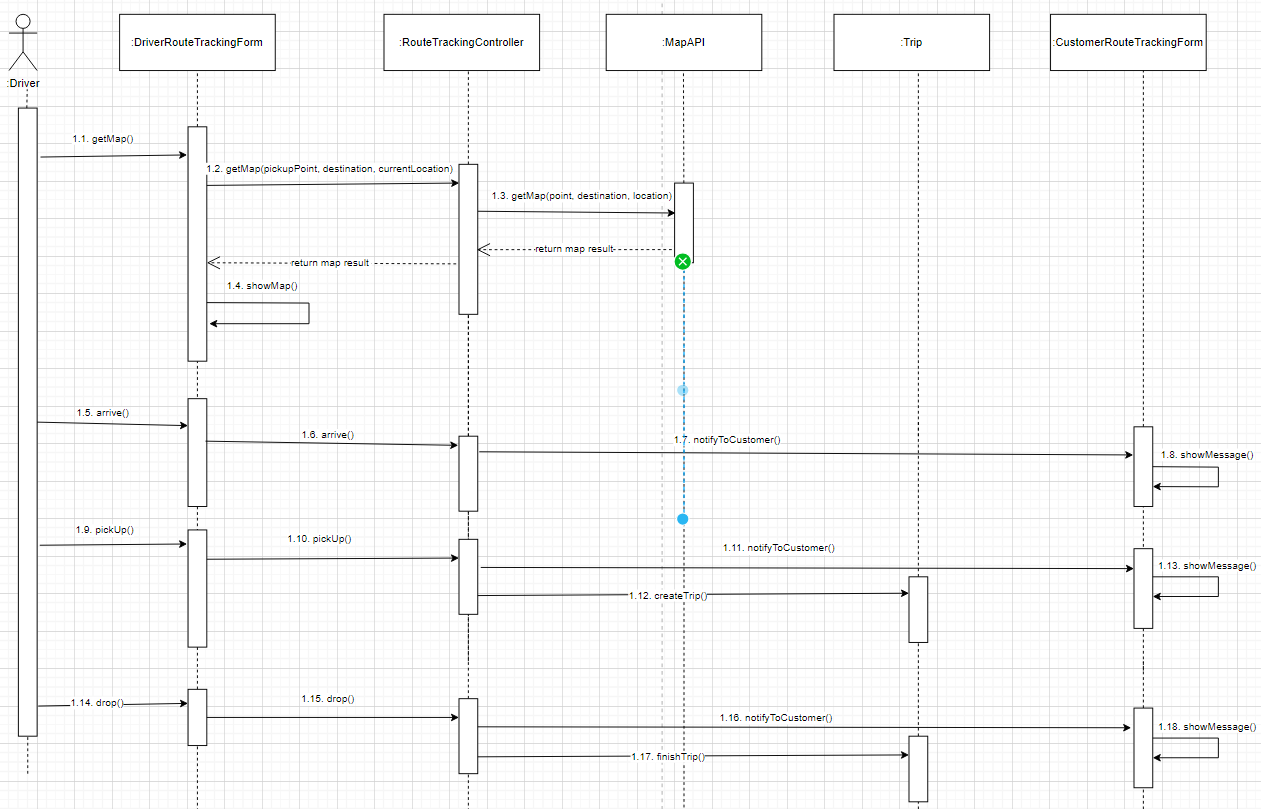 :DriverRouteTrackingForm
:RouteTrackingController
:MapAPI
:Trip
:CustomerRouteTrackingForm
:Driver
1.1. getMap()
1.2. getMap(pickupPoint, destination, currentLocation)
1.3. getMap(point, destination, location)
return map result
return map result
1.4. showMap()
1.5. arrive()
1.6. arrive()
1.7. notifyToCustomer()
1.8. showMessage()
1.9. pickUp()
1.10. pickUp()
1.11. notifyToCustomer()
1.13. showMessage()
1.12. createTrip()
1.14. drop()
1.15. drop()
1.16. notifyToCustomer()
1.18. showMessage()
1.17. finishTrip()